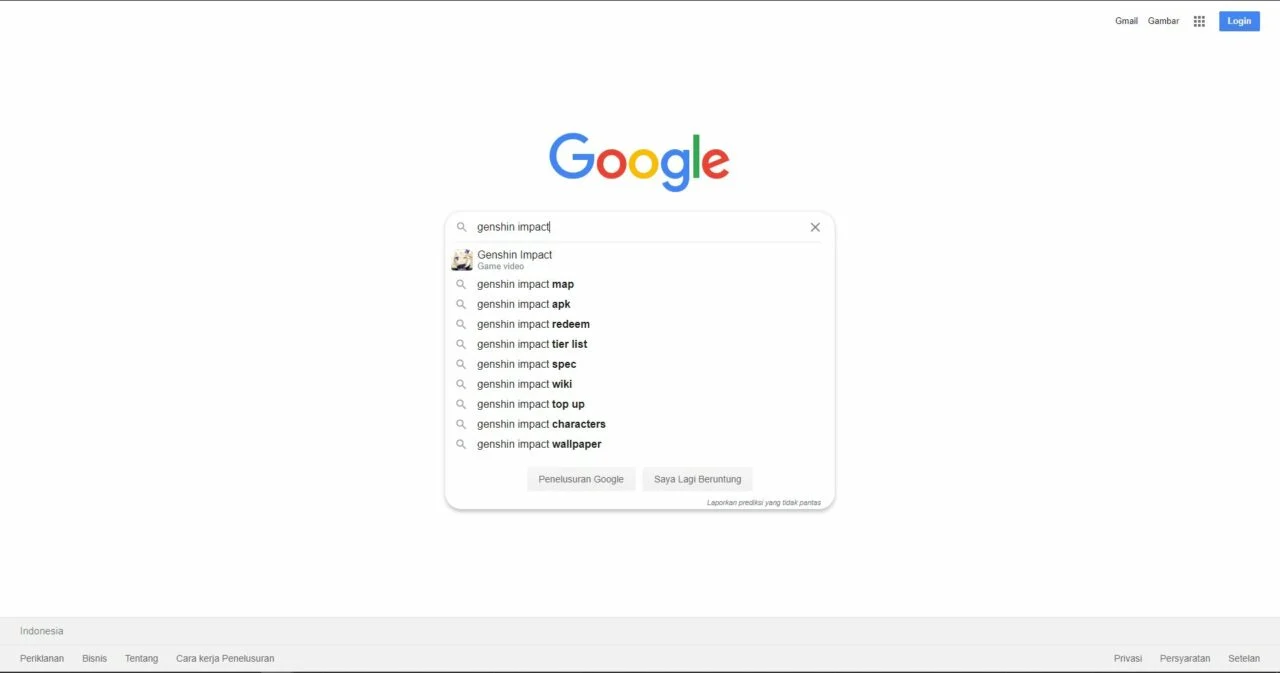 Gmail Gambar Login
Google
genshin impact
Genshin Impact
Game video
genshin impact map
genshin impact apk
genshin impact redeem
genshin impact tier list
genshin impact spec
genshin impact wiki
genshin impact top up
genshin impact characters
genshin impact wallpaper
Penelusuran Google Saya Lagi Beruntung
Laporkan prediksi yang tidak pantas
Indonesia
Periklanan Bisnis Tentang Cara kerja Penelusuran Privasi Persyaratan Setelan